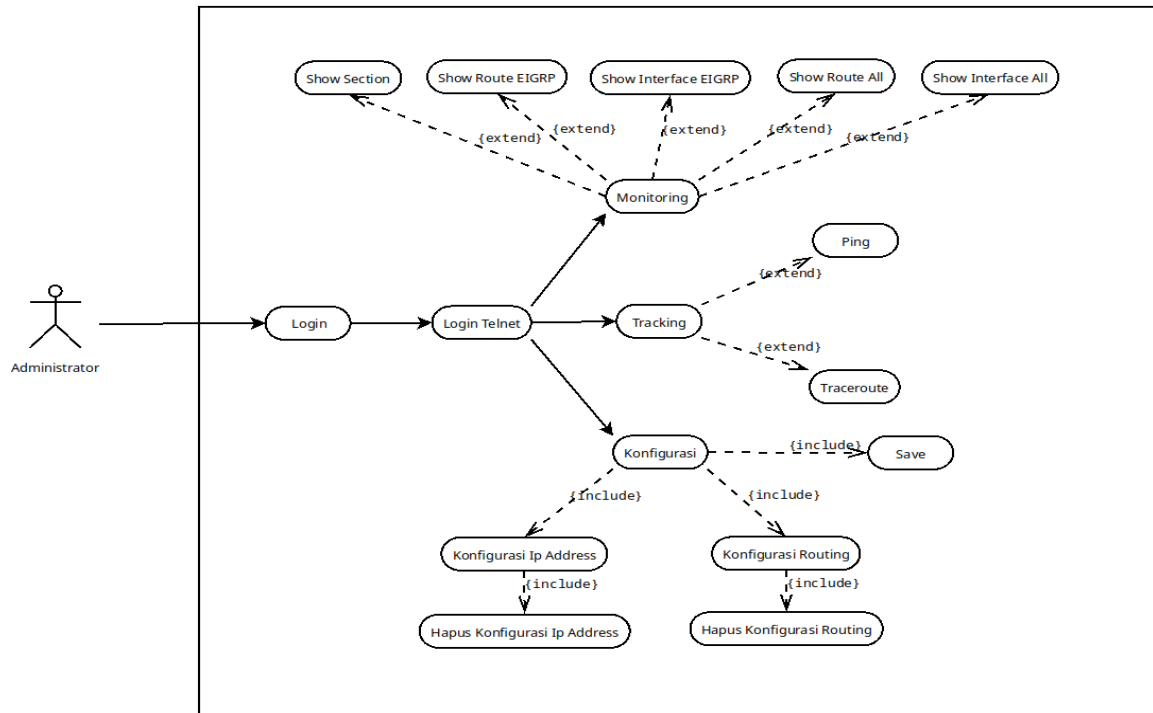 Show Section
Show Route EIGRP
Show Interface EIGRP
Show Route All
Show Interface All
{extend}
{extend}
{extend}
{extend}
{extend}
Monitoring
Ping
{extend}
Administrator
Login
Login Telnet
Tracking
{extend}
Traceroute
Konfigurasi
{include}
Save
{include}
{include}
Konfigurasi Ip Address
Konfigurasi Routing
{include}
{include}
Hapus Konfigurasi Ip Address
Hapus Konfigurasi Routing